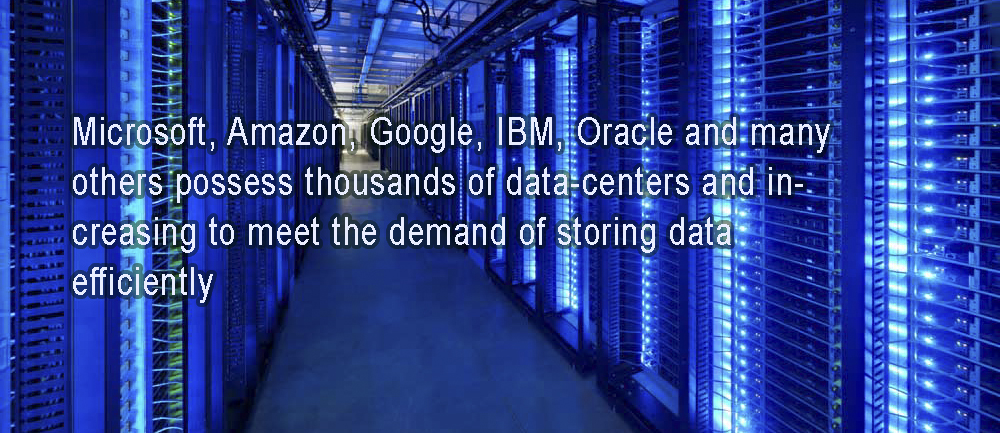 Microsoft, Amazon, Google, IBM, Oracle and many
others possess thousands of data-centers and in-
creasing to meet the demand of storing data
efficiently